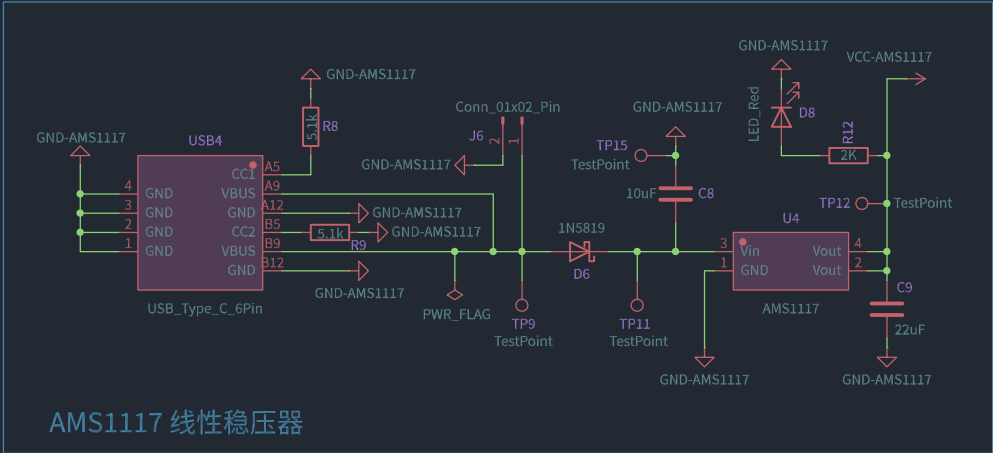 GND-AMS1117
VCC-AMS1117
GND-AMS1117
LED_Red
D8
R12
2K
5.1k
R8
Conn_01x02_Pin
GND-AMS1117
J6
2
1
GND-AMS1117
USB4
TP15
TestPoint
GND-AMS1117
CC1
A5
10uF
C8
4
GND
VBUS
A9
3
GND
GND
A12
GND-AMS1117
TP12
TestPoint
2
GND
CC2
B5
5.1k
R9
GND-AMS1117
1N5819
D6
U4
1
GND
VBUS
B9
3
Vin
Vout
4
GND
B12
1
GND
Vout
2
GND-AMS1117
C9
22uF
USB_Type_C_6Pin
PWR_FLAG
TP9
TestPoint
TP11
TestPoint
AMS1117
GND-AMS1117
GND-AMS1117
AMS1117 线性稳压器